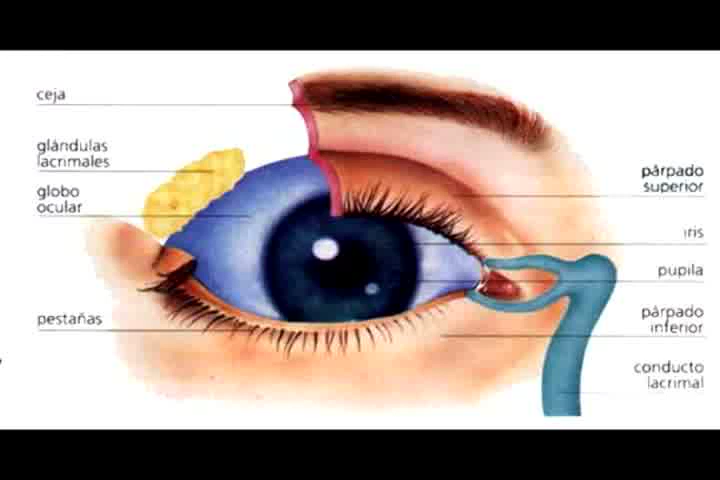 ceja
glándulas
lacrimales
globo
ocular
pestañas
párpado
superior
iris
pupila
párpado
inferior
conducto
lacrimal